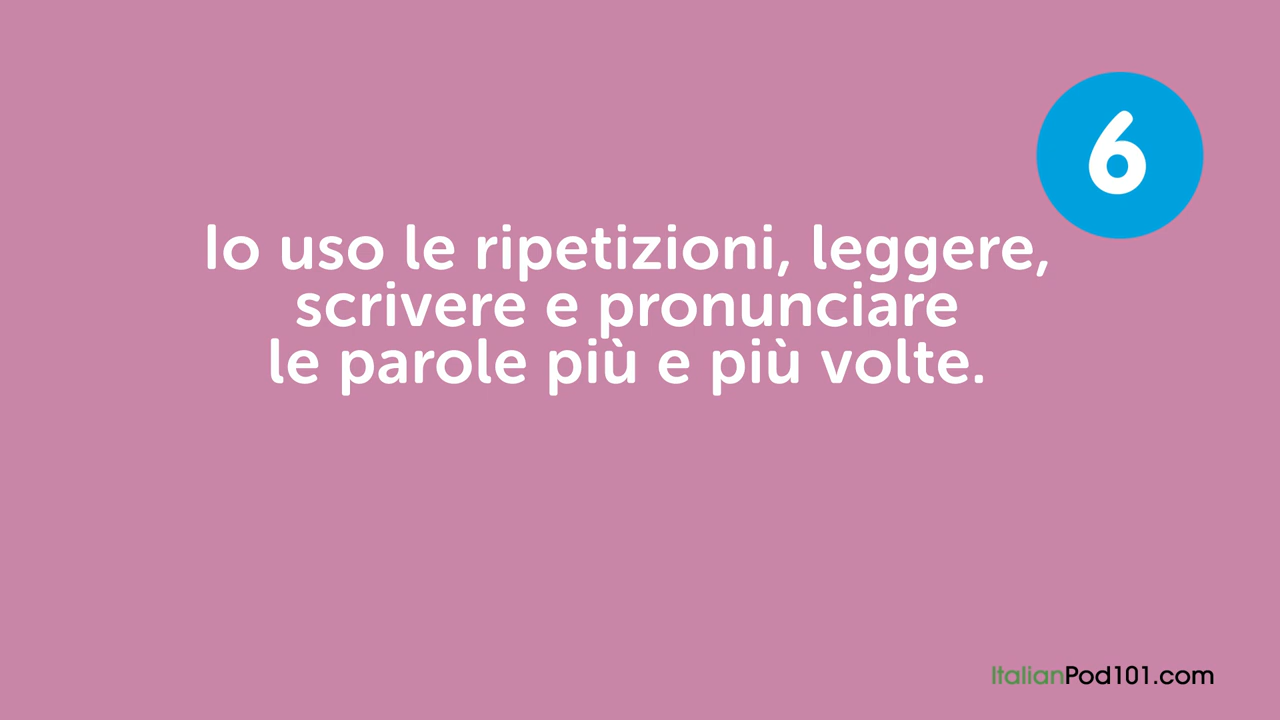 6
Io uso le ripetizioni, leggere,
scrivere e pronunciare
le parole più e più volte.
ItalianPod101.com